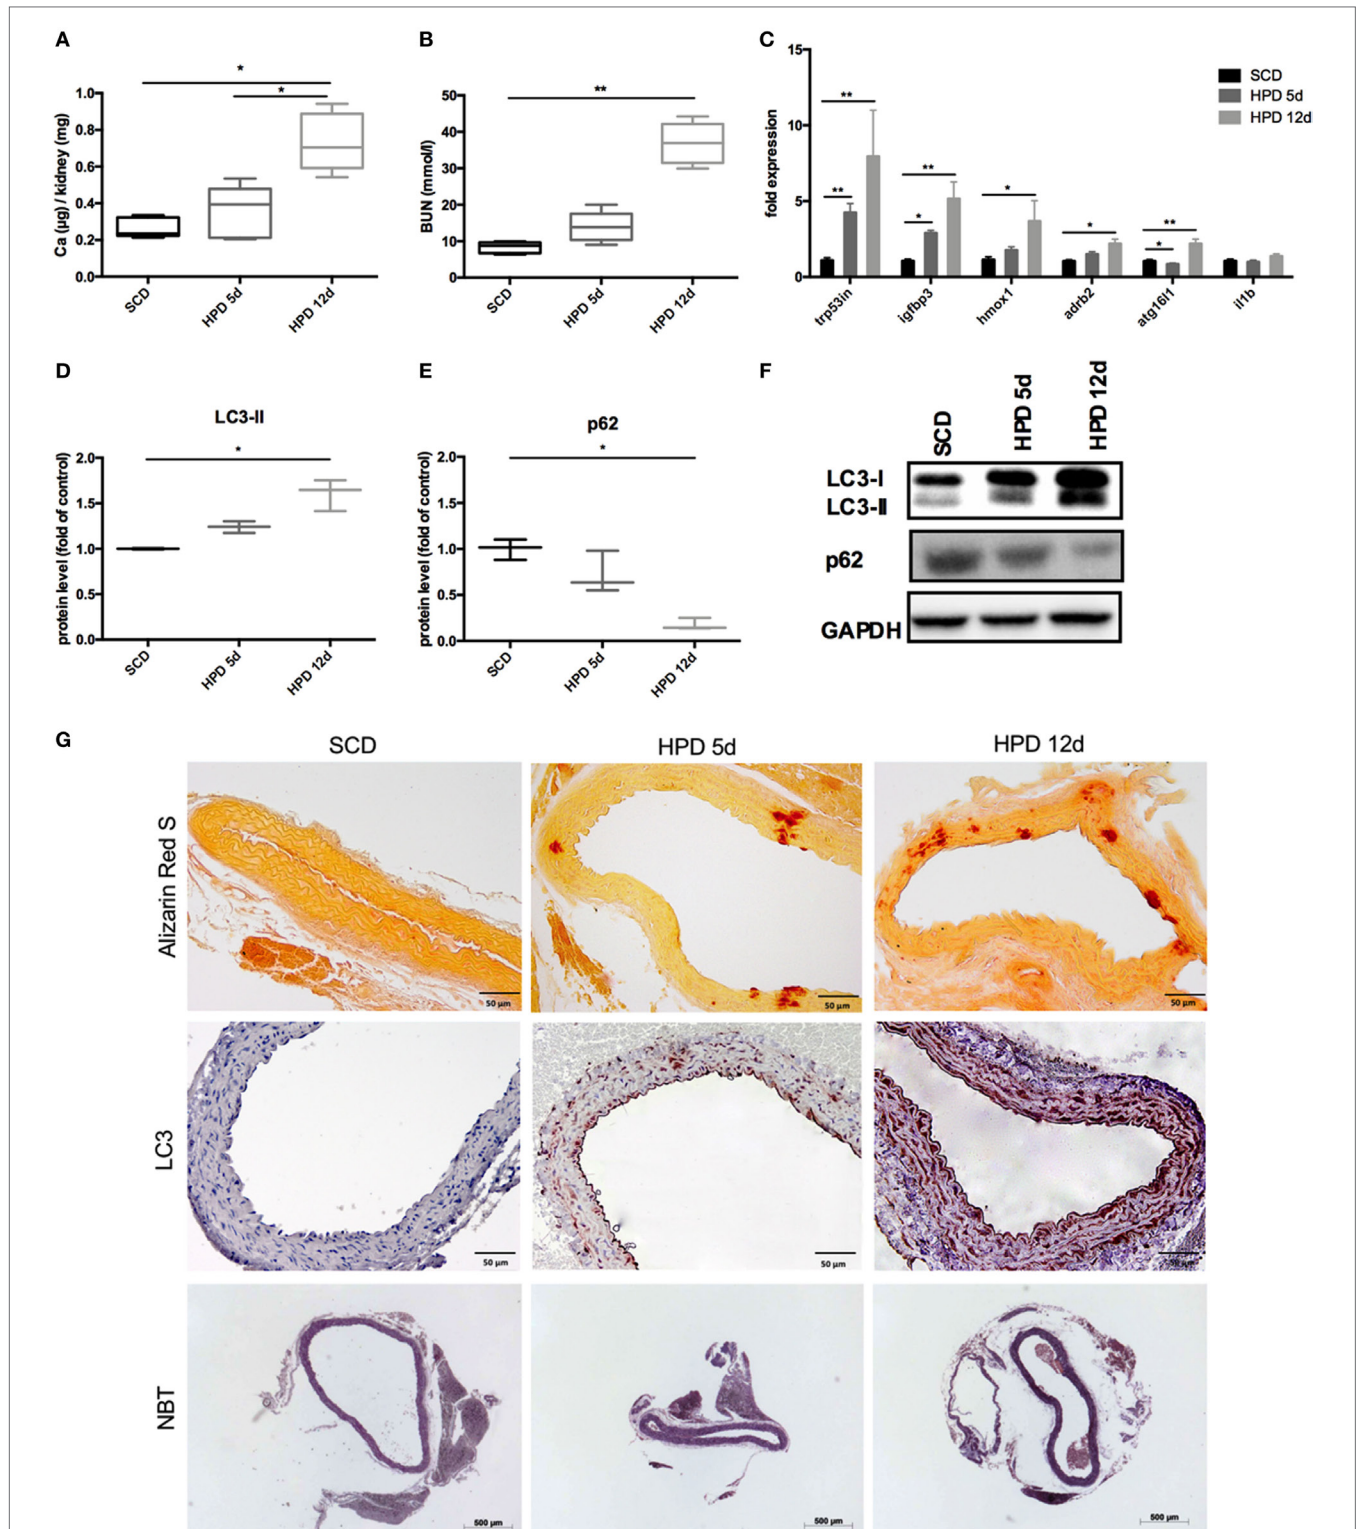 A
B
C
*
*
Ca (µg) / kidney (mg)
1.0
0.8
0.6
0.4
0.2
0.0
SCD
HPD 5d
HPD 12d
**
BUN (mmol/l)
50
40
30
20
10
0
SCD
HPD 5d
HPD 12d
fold expression
15
10
5
0
SCD
HPD 5d
HPD 12d
**
**
**
*
*
*
**
*
trp53in
igfbp3
hmox1
adrb2
atg16l1
il1b
D
E
F
LC3-II
*
protein level (fold of control)
2.0
1.5
1.0
0.5
0.0
SCD
HPD 5d
HPD 12d
p62
*
protein level (fold of control)
2.0
1.5
1.0
0.5
0.0
SCD
HPD 5d
HPD 12d
SCD
HPD 5d
HPD 12d
LC3-I
LC3-II
p62
GAPDH
G
SCD
HPD 5d
HPD 12d
Alizarin Red S
50 µm
50 µm
50 µm
LC3
50 µm
50 µm
50 µm
NBT
500 µm
500 µm
500 µm